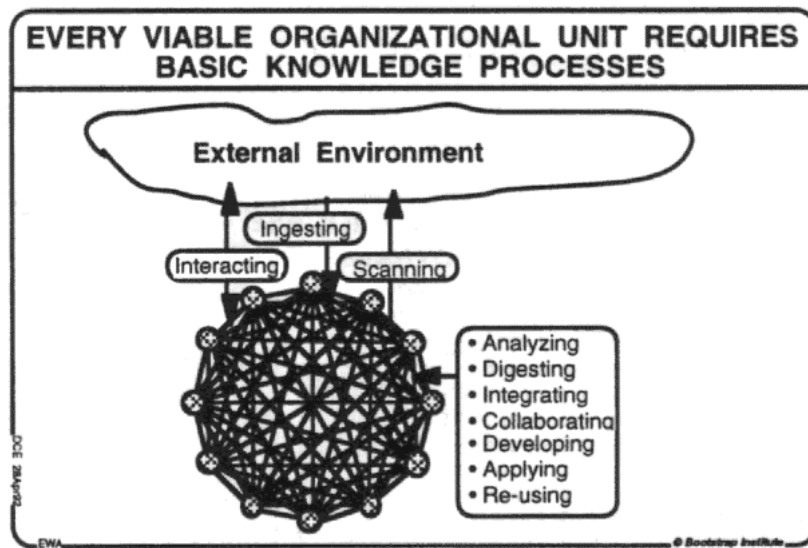 EVERY VIABLE ORGANIZATIONAL UNIT REQUIRES
BASIC KNOWLEDGE PROCESSES
External Environment
Ingesting
Interacting
Scanning
• Analyzing
• Digesting
• Integrating
• Collaborating
• Developing
• Applying
• Re-using
DCE 28Apr92
EWA
© Bootstrap Institute